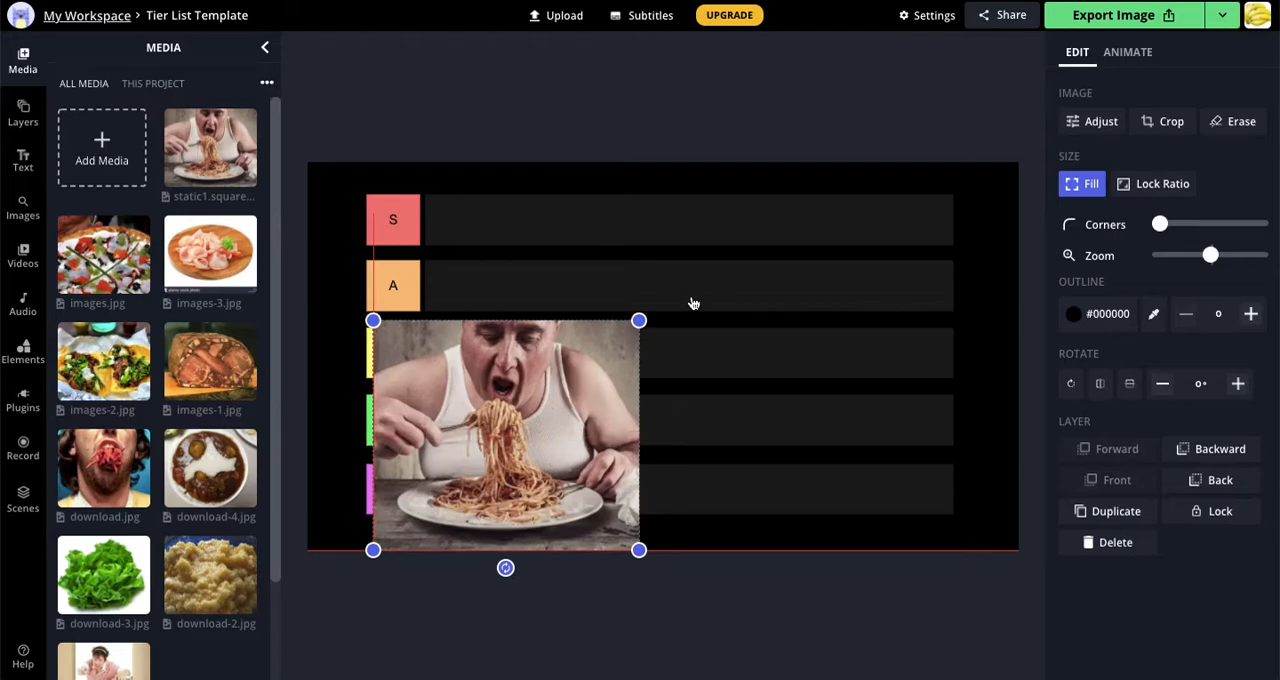 My Workspace › Tier List Template
Upload
Subtitles
UPGRADE
Settings
Share
Export Image
Media
Layers
Text
Images
Videos
Audio
Elements
Plugins
Record
Scenes
Help
MEDIA
ALL MEDIA
THIS PROJECT
Add Media
static1.square...
images.jpg
images-3.jpg
images-2.jpg
images-1.jpg
download.jpg
download-4.jpg
download-3.jpg
download-2.jpg
S
A
EDIT
ANIMATE
IMAGE
Adjust
Crop
Erase
SIZE
Fill
Lock Ratio
Corners
Zoom
OUTLINE
#000000
0
ROTATE
0°
LAYER
Forward
Backward
Front
Back
Duplicate
Lock
Delete